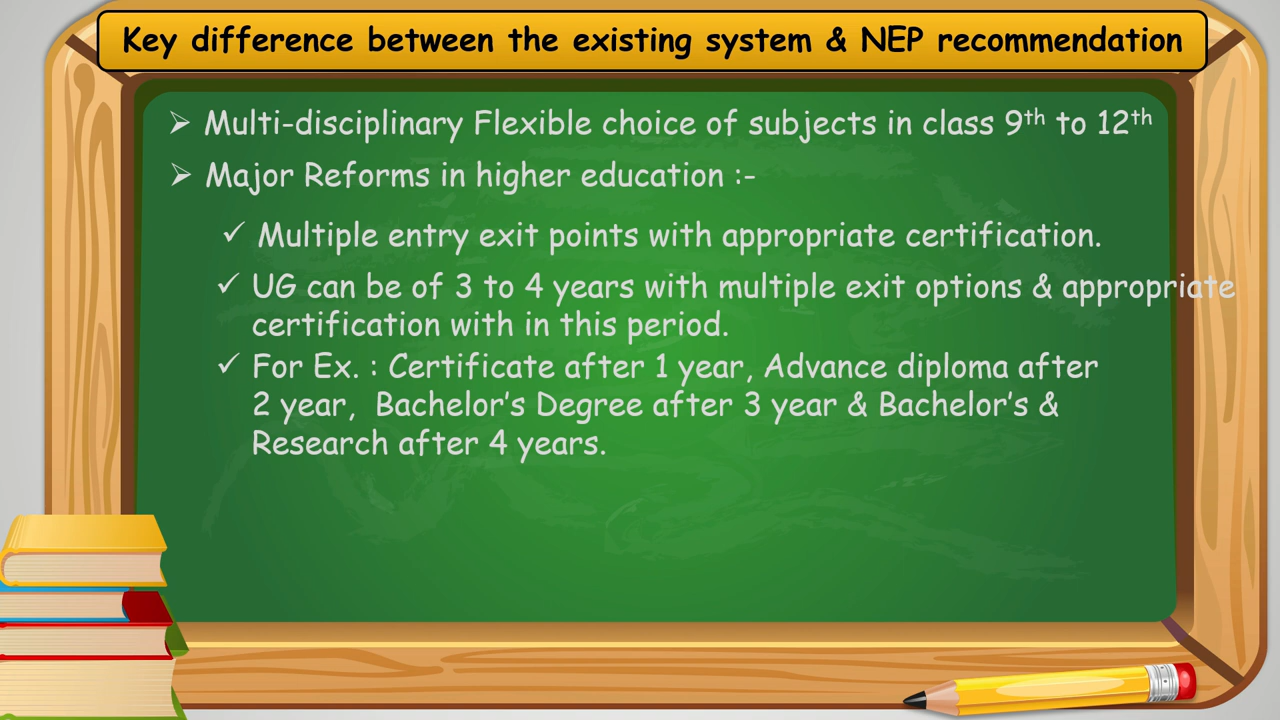 Key difference between the existing system & NEP recommendation
➢ Multi-disciplinary Flexible choice of subjects in class 9th to 12th
➢ Major Reforms in higher education :-
✓ Multiple entry exit points with appropriate certification.
✓ UG can be of 3 to 4 years with multiple exit options & appropriate
certification with in this period.
✓ For Ex. : Certificate after 1 year, Advance diploma after
2 year, Bachelor’s Degree after 3 year & Bachelor’s &
Research after 4 years.